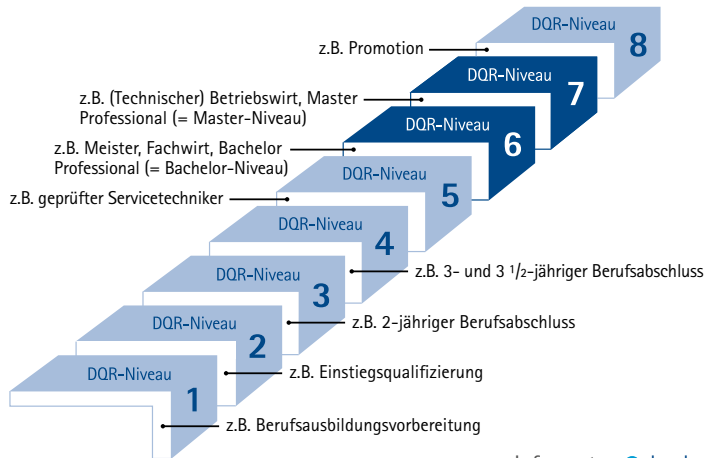 DQR-Niveau
8
z.B. Promotion
DQR-Niveau
7
z.B. (Technischer) Betriebswirt, Master
Professional (= Master-Niveau)
DQR-Niveau
6
z.B. Meister, Fachwirt, Bachelor
Professional (= Bachelor-Niveau)
DQR-Niveau
5
z.B. geprüfter Servicetechniker
DQR-Niveau
4
z.B. 3- und 3 1/2-jähriger Berufsabschluss
DQR-Niveau
3
z.B. 2-jähriger Berufsabschluss
DQR-Niveau
2
z.B. Einstiegsqualifizierung
DQR-Niveau
1
z.B. Berufsausbildungsvorbereitung